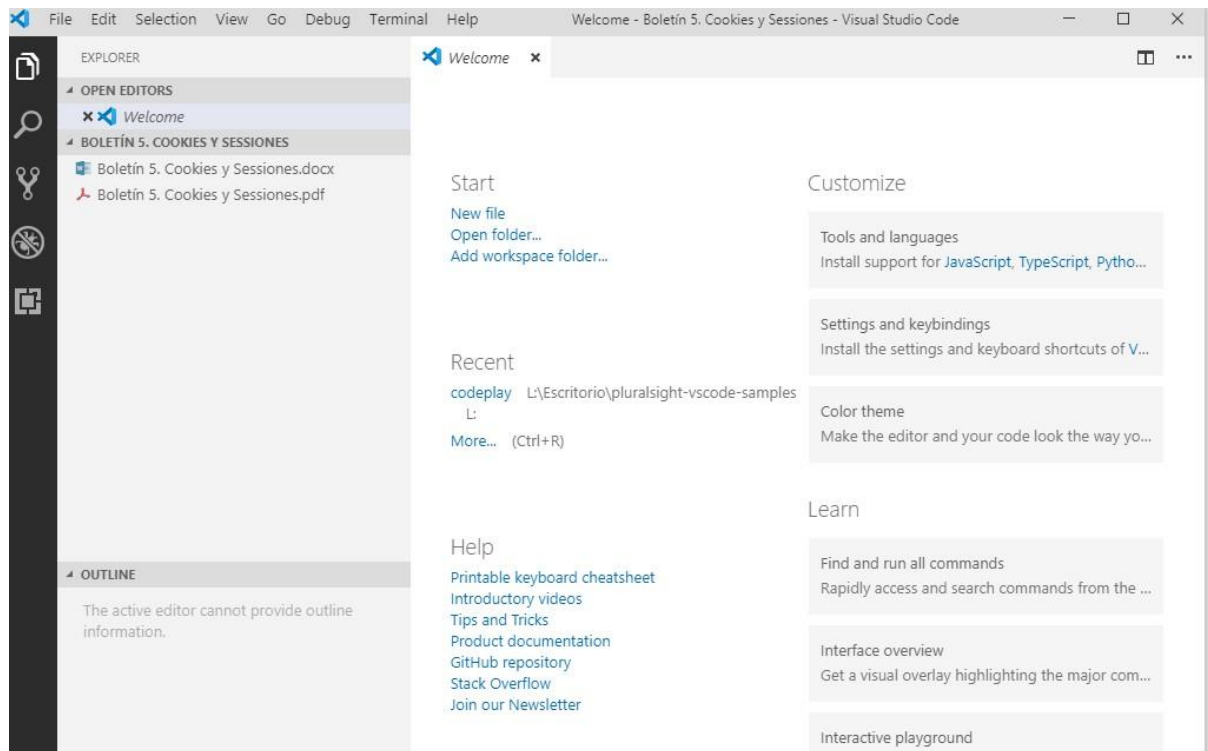 File Edit Selection View Go Debug Terminal Help
Welcome - Boletín 5. Cookies y Sessiones - Visual Studio Code
EXPLORER
OPEN EDITORS
Welcome
BOLETÍN 5. COOKIES Y SESSIONES
Boletín 5. Cookies y Sessiones.docx
Boletín 5. Cookies y Sessiones.pdf
OUTLINE
The active editor cannot provide outline
information.
Welcome
Start
New file
Open folder...
Add workspace folder...
Recent
codeplay L:\Escritorio\pluralsight-vscode-samples
L:
More... (Ctrl+R)
Help
Printable keyboard cheatsheet
Introductory videos
Tips and Tricks
Product documentation
GitHub repository
Stack Overflow
Join our Newsletter
Customize
Tools and languages
Install support for JavaScript, TypeScript, Pytho...
Settings and keybindings
Install the settings and keyboard shortcuts of V...
Color theme
Make the editor and your code look the way yo...
Learn
Find and run all commands
Rapidly access and search commands from the ...
Interface overview
Get a visual overlay highlighting the major com...
Interactive playground